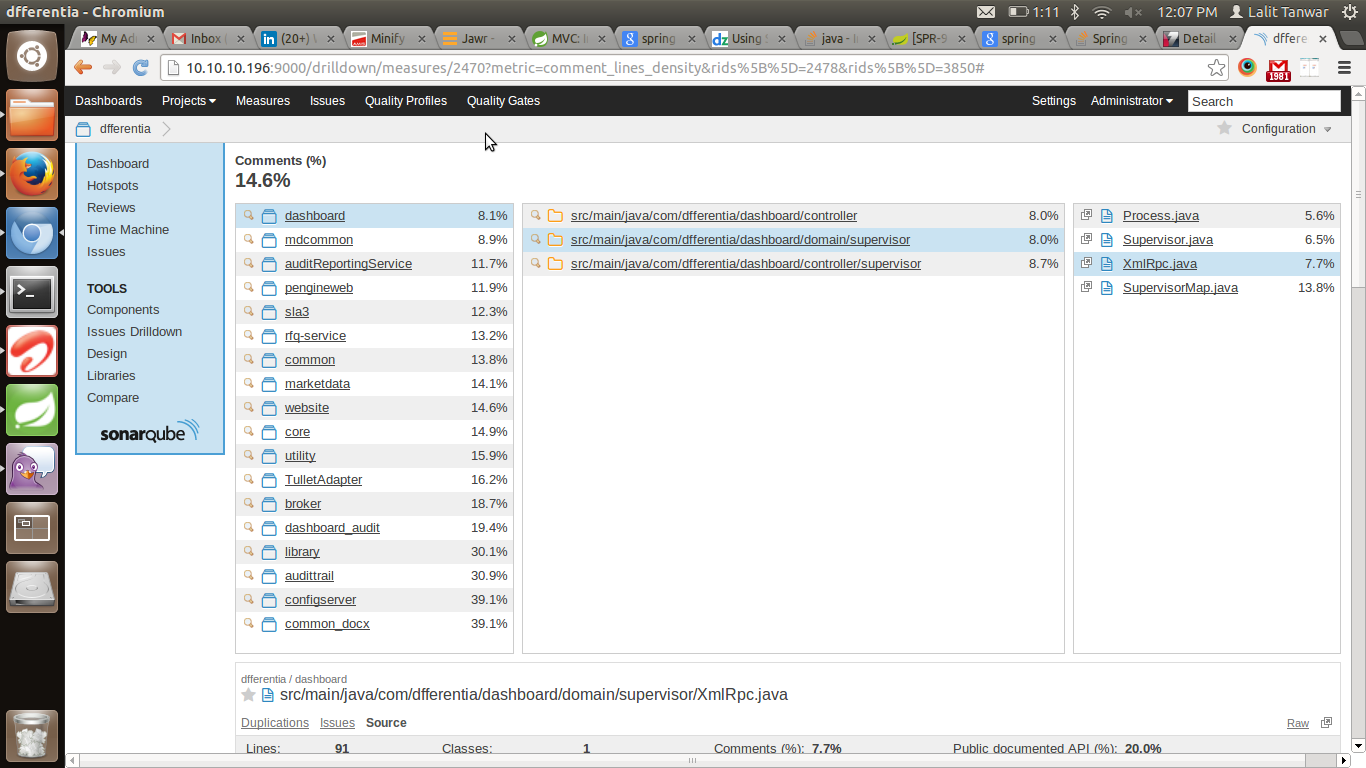 dfferentia - Chromium
1:11
12:07 PM
Lalit Tanwar
My Ad
Inbox
(20+)
Minify
Jawr -
MVC:
spring
Using
java -
[SPR-9
spring
Spring
Detail
dffere
10.10.10.196:9000/drilldown/measures/2470?metric=comment_lines_density&rids%5B%5D=2478&rids%5B%5D=3850#
1981
Dashboards Projects Measures Issues Quality Profiles Quality Gates Settings Administrator Search
dfferentia Configuration
Dashboard
Hotspots
Reviews
Time Machine
Issues
TOOLS
Components
Issues Drilldown
Design
Libraries
Compare
sonarqube
Comments (%)
14.6%
dashboard 8.1%
mdcommon 8.9%
auditReportingService 11.7%
pengineweb 11.9%
sla3 12.3%
rfq-service 13.2%
common 13.8%
marketdata 14.1%
website 14.6%
core 14.9%
utility 15.9%
TulletAdapter 16.2%
broker 18.7%
dashboard_audit 19.4%
library 30.1%
audittrail 30.9%
configserver 39.1%
common_docx 39.1%
src/main/java/com/dfferentia/dashboard/controller 8.0%
src/main/java/com/dfferentia/dashboard/domain/supervisor 8.0%
src/main/java/com/dfferentia/dashboard/controller/supervisor 8.7%
Process.java 5.6%
Supervisor.java 6.5%
XmlRpc.java 7.7%
SupervisorMap.java 13.8%
dfferentia / dashboard
src/main/java/com/dfferentia/dashboard/domain/supervisor/XmlRpc.java
Duplications Issues Source Raw
Lines: 91 Classes: 1 Comments (%): 7.7% Public documented API (%): 20.0%